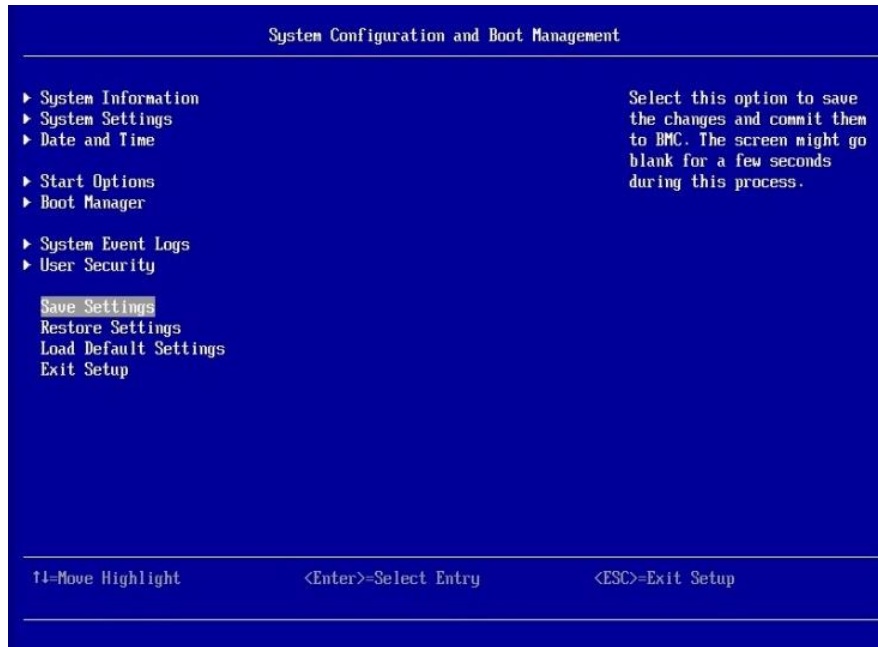 System Configuration and Boot Management
▶ System Information
▶ System Settings
▶ Date and Time
▶ Start Options
▶ Boot Manager
▶ System Event Logs
▶ User Security
Save Settings
Restore Settings
Load Default Settings
Exit Setup
Select this option to save
the changes and commit them
to BMC. The screen might go
blank for a few seconds
during this process.
↑↓=Move Highlight <Enter>=Select Entry <ESC>=Exit Setup